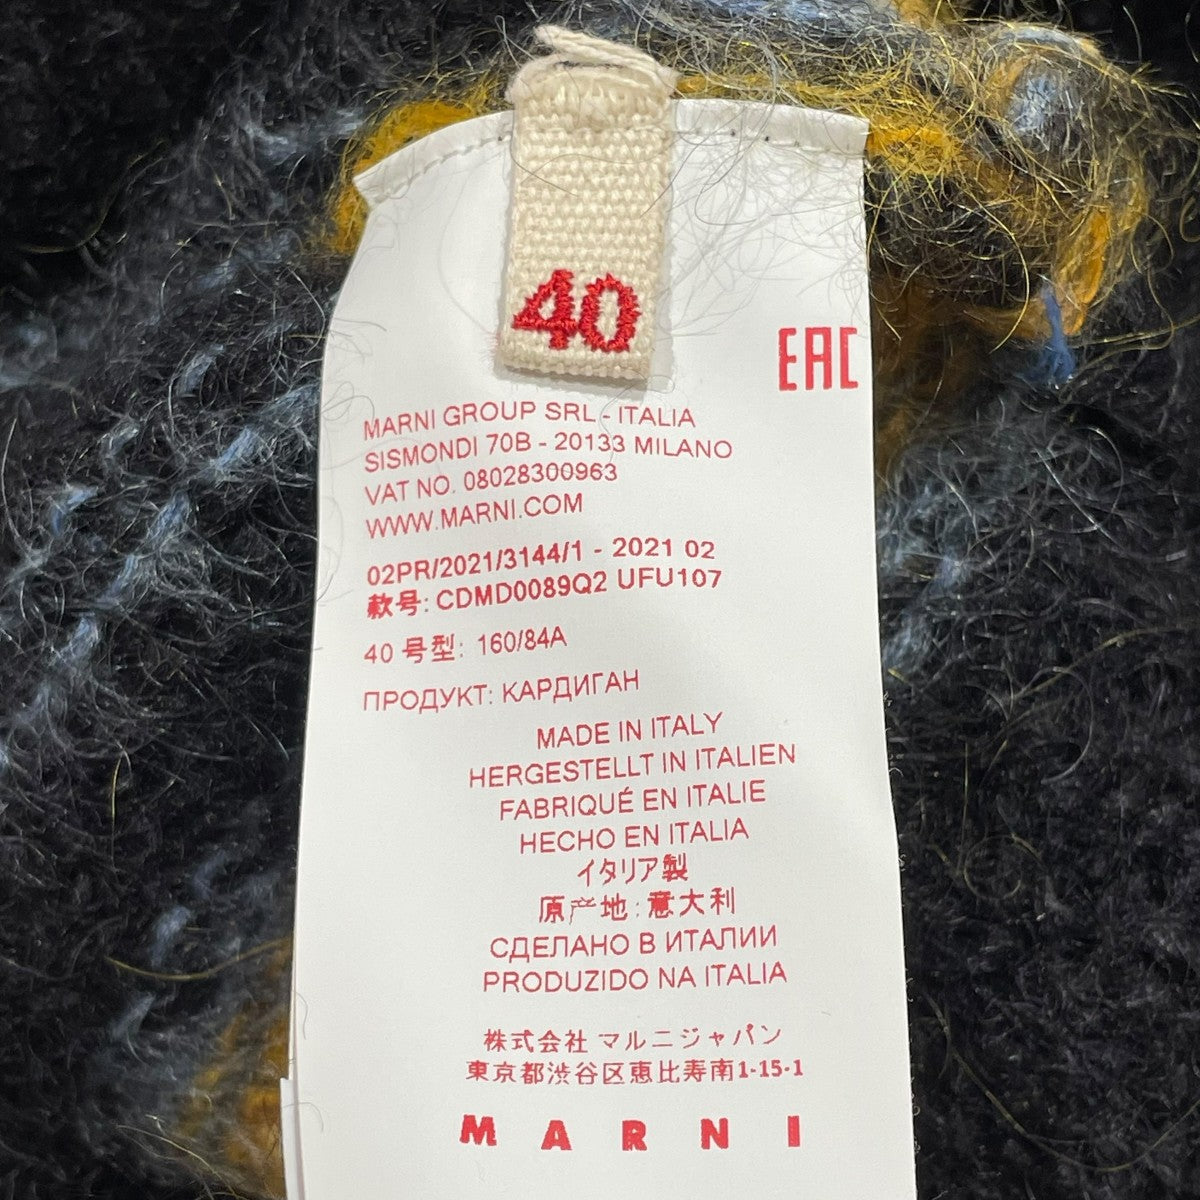 40
EAC
MARNI GROUP SRL - ITALIA
SISMONDI 70B - 20133 MILANO
VAT NO. 08028300963
WWW.MARNI.COM
02PR/2021/3144/1 - 2021 02
款号: CDMD0089Q2 UFU107
40 号型: 160/84A
ПРОДУКТ: КАРДИГАН
MADE IN ITALY
HERGESTELLT IN ITALIEN
FABRIQUÉ EN ITALIE
HECHO EN ITALIA
イタリア製
原产地: 意大利
СДЕЛАНО В ИТАЛИИ
PRODUZIDO NA ITALIA
株式会社 マルニジャパン
東京都渋谷区恵比寿南1-15-1
MARNI